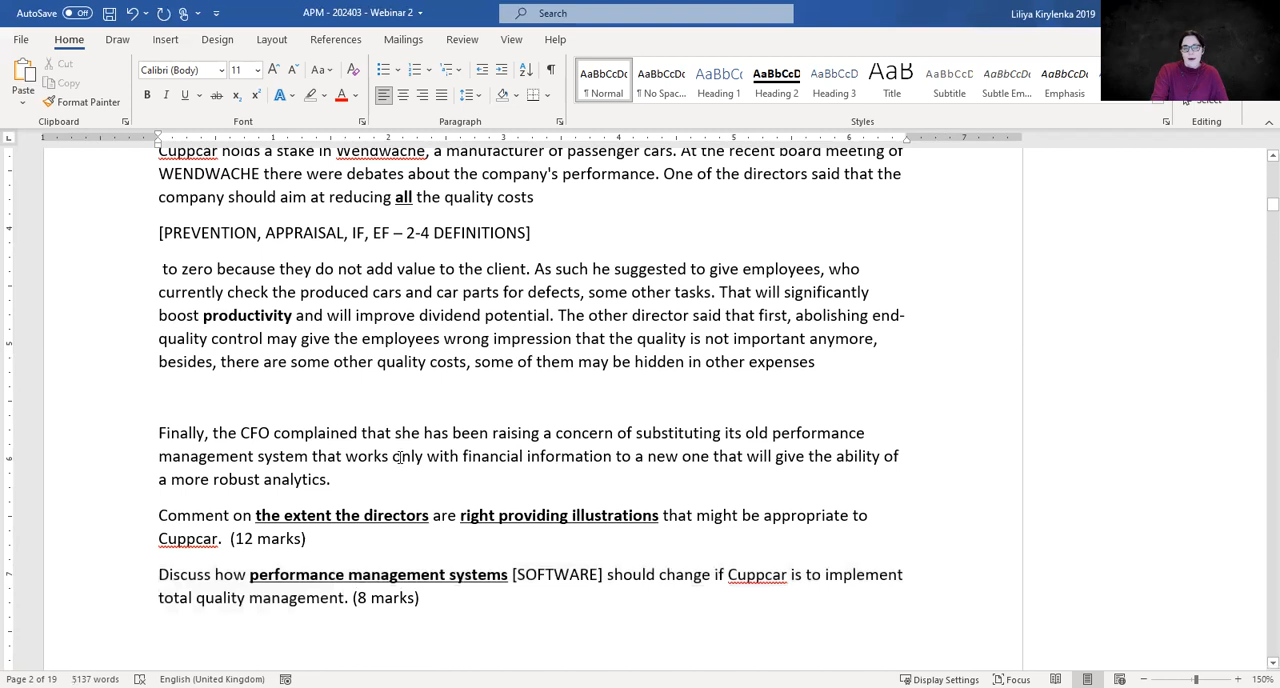 AutoSave Off APM - 202403 - Webinar 2 Search Liliya Kirylenka 2019
File Home Draw Insert Design Layout References Mailings Review View Help
Paste Cut Copy Format Painter
Calibri (Body) 11
AaBbCcDc AaBbCcDc AaBbCc AaBbCcD AaBbCcD AaB AaBbCcD AaBbCcDc AaBbCcDc
¶ Normal ¶ No Spac... Heading 1 Heading 2 Heading 3 Title Subtitle Subtle Em... Emphasis Select
Clipboard Font Paragraph Styles Editing
1 1 2 3 4 5 6 7
Cuppcar holds a stake in Wendwache, a manufacturer of passenger cars. At the recent board meeting of
WENDWACHE there were debates about the company's performance. One of the directors said that the
company should aim at reducing all the quality costs
[PREVENTION, APPRAISAL, IF, EF – 2-4 DEFINITIONS]
to zero because they do not add value to the client. As such he suggested to give employees, who
currently check the produced cars and car parts for defects, some other tasks. That will significantly
boost productivity and will improve dividend potential. The other director said that first, abolishing end-
quality control may give the employees wrong impression that the quality is not important anymore,
besides, there are some other quality costs, some of them may be hidden in other expenses
Finally, the CFO complained that she has been raising a concern of substituting its old performance
management system that works only with financial information to a new one that will give the ability of
a more robust analytics.
Comment on the extent the directors are right providing illustrations that might be appropriate to
Cuppcar. (12 marks)
Discuss how performance management systems [SOFTWARE] should change if Cuppcar is to implement
total quality management. (8 marks)
Page 2 of 19 5137 words English (United Kingdom) Display Settings Focus 150%